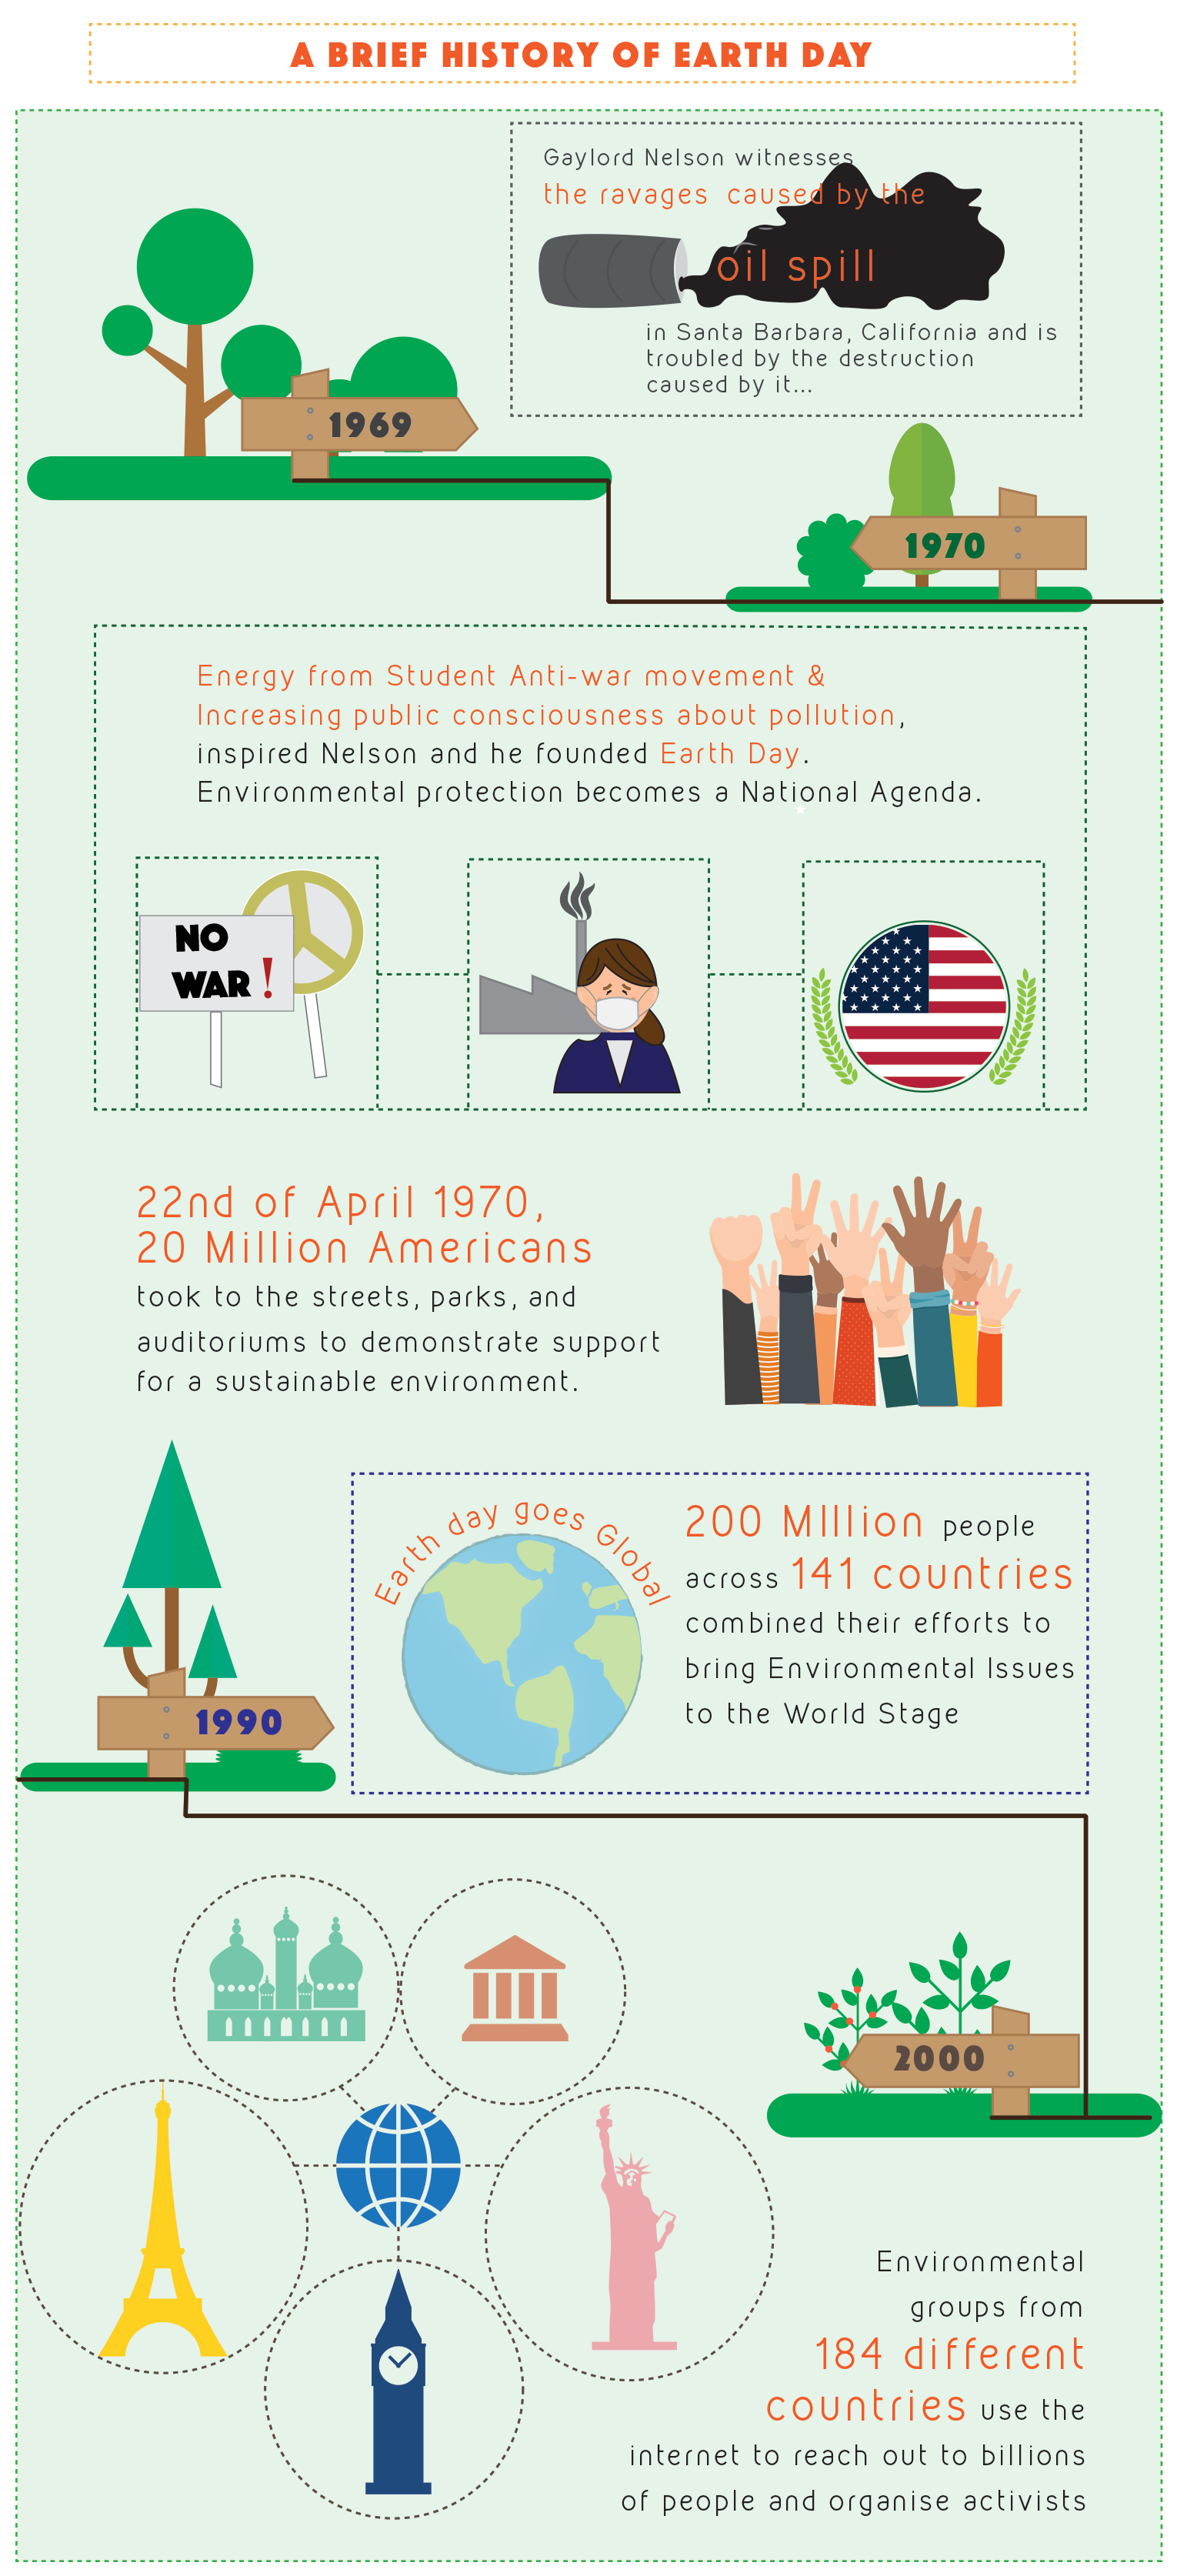 A BRIEF HISTORY OF EARTH DAY
Gaylord Nelson witnesses
the ravages caused by the
oil spill
in Santa Barbara, California and is
troubled by the destruction
caused by it...
1969
1970
Energy from Student Anti-war movement &
Increasing public consciousness about pollution,
inspired Nelson and he founded Earth Day.
Environmental protection becomes a National Agenda.
NO
WAR!
22nd of April 1970,
20 Million Americans
took to the streets, parks, and
auditoriums to demonstrate support
for a sustainable environment.
1990
Earth day goes Global
200 MIllion people
across 141 countries
combined their efforts to
bring Environmental Issues
to the World Stage
2000
Environmental
groups from
184 different
countries use the
internet to reach out to billions
of people and organise activists